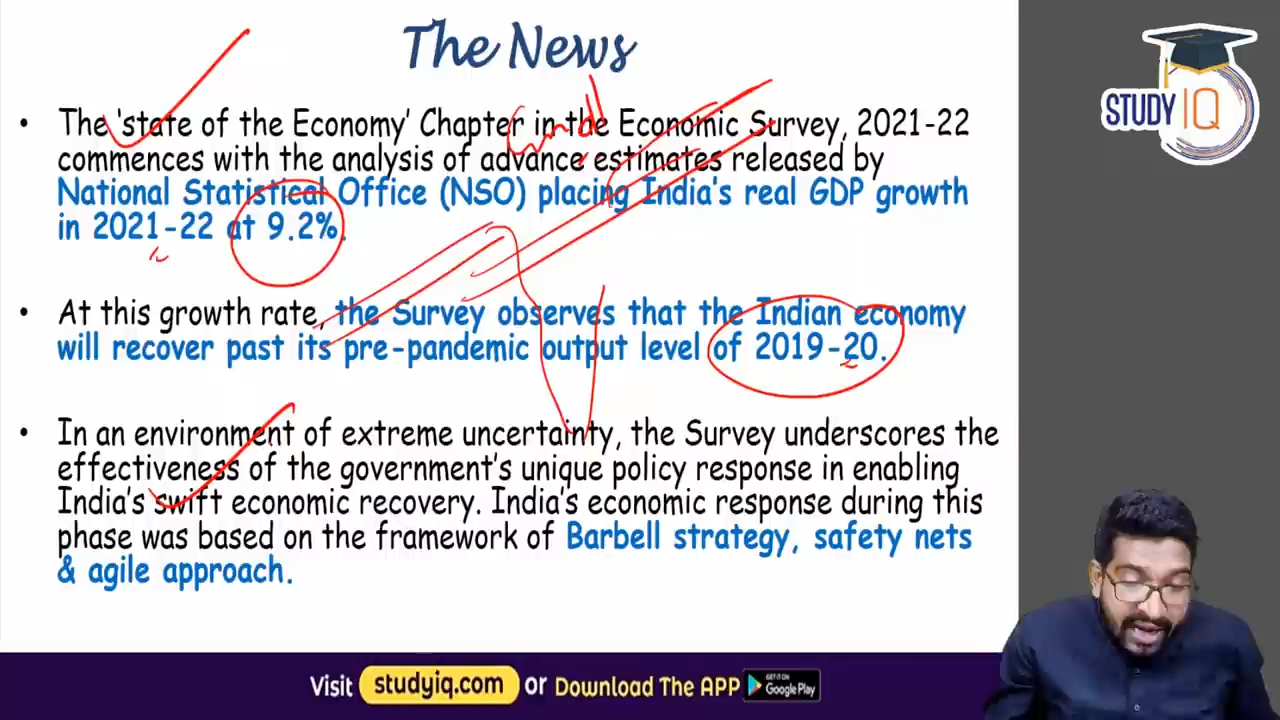 The News
STUDY IQ
• The 'state of the Economy' Chapter in the Economic Survey, 2021-22
commences with the analysis of advance estimates released by
National Statistical Office (NSO) placing India's real GDP growth
in 2021-22 at 9.2%.
• At this growth rate, the Survey observes that the Indian economy
will recover past its pre-pandemic output level of 2019-20.
• In an environment of extreme uncertainty, the Survey underscores the
effectiveness of the government's unique policy response in enabling
India's swift economic recovery. India's economic response during this
phase was based on the framework of Barbell strategy, safety nets
& agile approach.
Visit studyiq.com or Download The APP GET IT ON Google Play